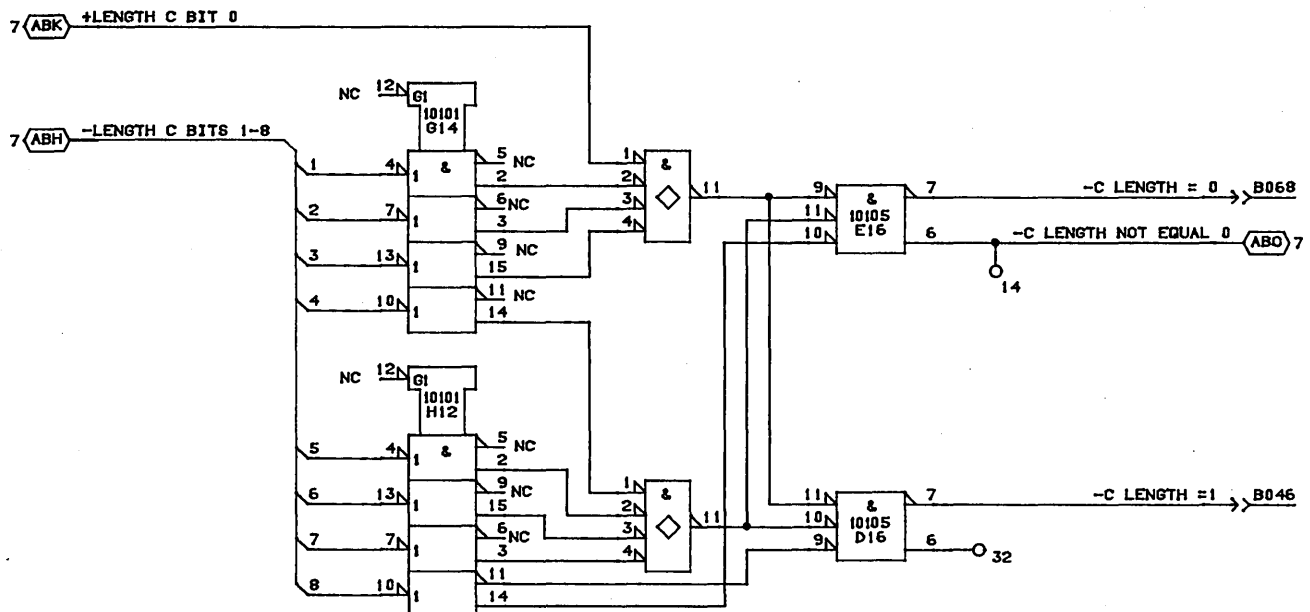 7 ABK +LENGTH C BIT 0
NC 12 G1
10101
G14
7 ABH -LENGTH C BITS 1-8
1 4 1 & 5 NC
2
2 7 1 6 NC
3
3 13 1 9 NC
15
4 10 1 11 NC
14
1 &
2
3
4
11
9 & 7 -C LENGTH = 0 B068
11 10105
10 E16 6 -C LENGTH NOT EQUAL 0 ABO 7
14
NC 12 G1
10101
H12
5 4 1 & 5 NC
2
6 13 1 9 NC
15
7 7 1 6 NC
3
8 10 1 11
14
1 &
2
3
4
11
11 & 7 -C LENGTH =1 B046
10 10105
9 D16 6 32